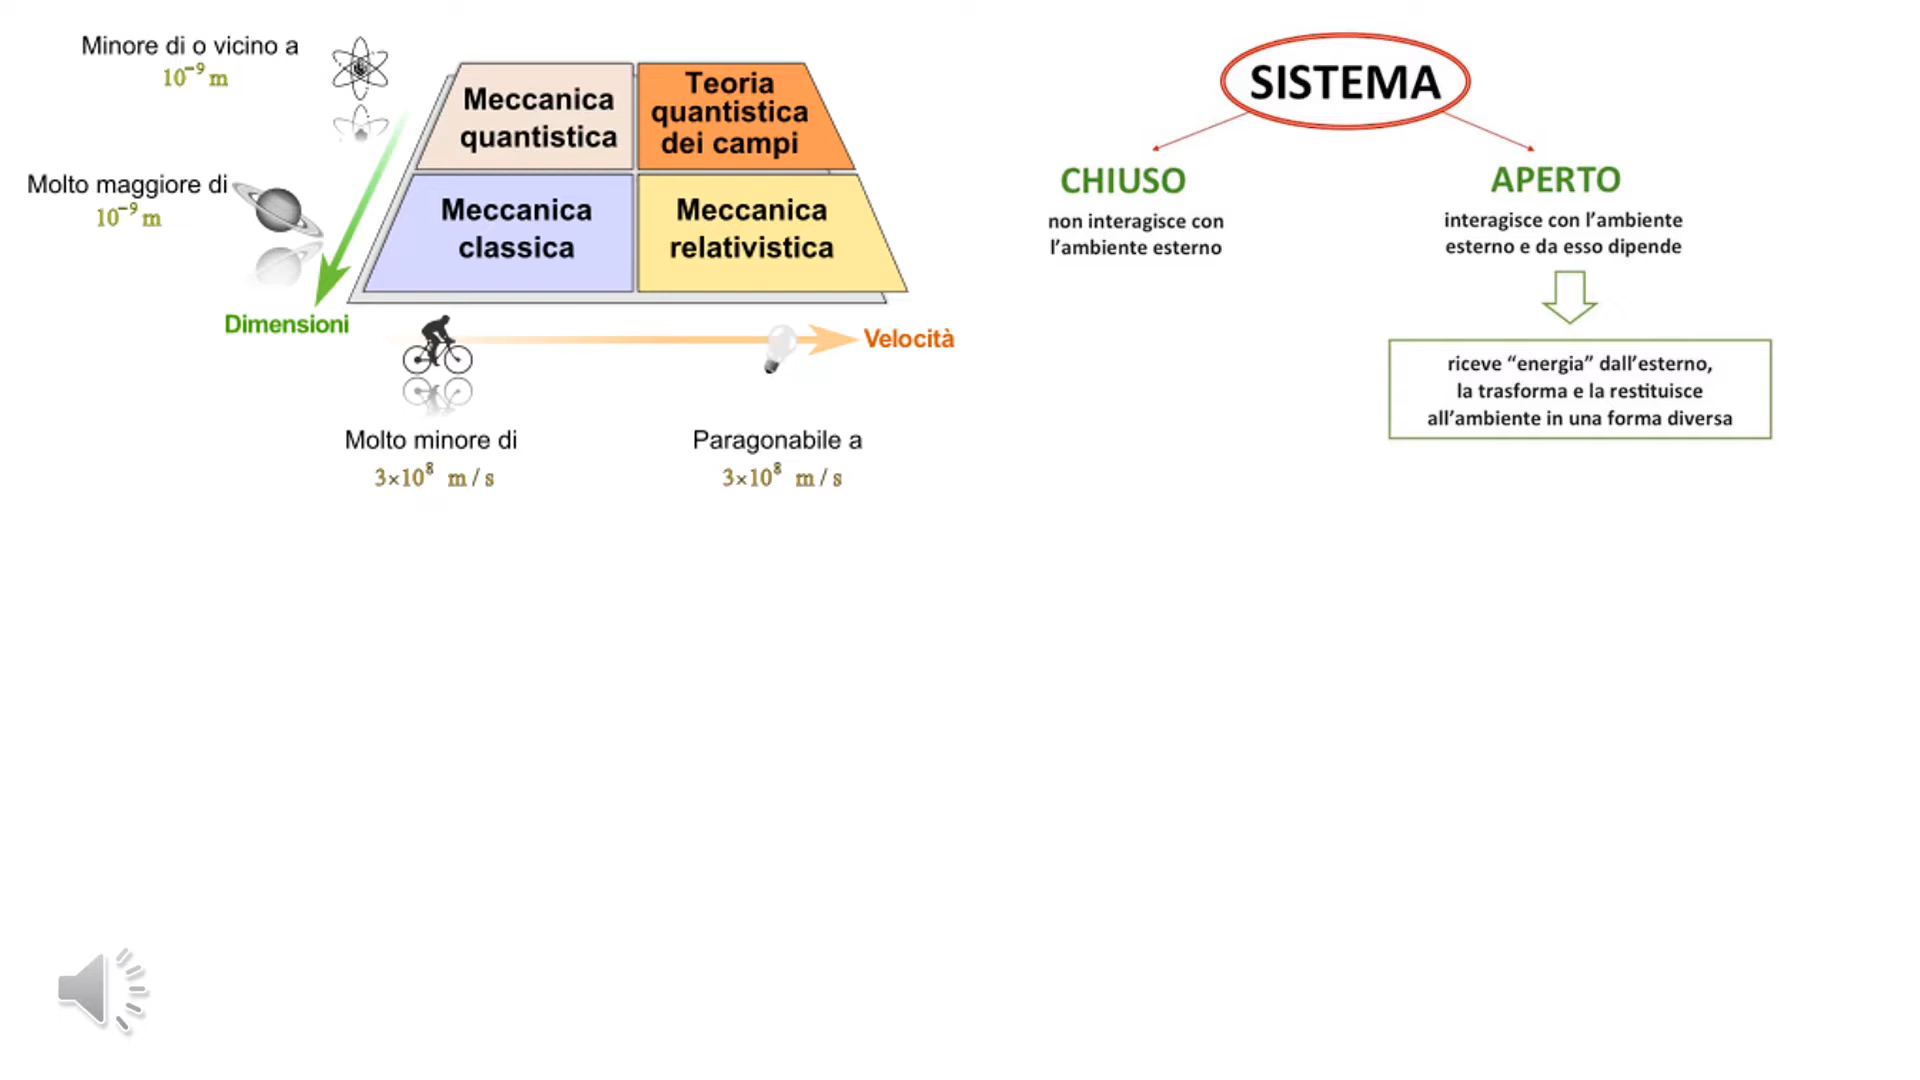 Minore di o vicino a
10⁻⁹ m
Molto maggiore di
10⁻⁹ m
Dimensioni
Meccanica
quantistica
Teoria
quantistica
dei campi
Meccanica
classica
Meccanica
relativistica
Velocità
Molto minore di
3×10⁸ m/s
Paragonabile a
3×10⁸ m/s
SISTEMA
CHIUSO
non interagisce con
l’ambiente esterno
APERTO
interagisce con l’ambiente
esterno e da esso dipende
riceve “energia” dall’esterno,
la trasforma e la restituisce
all’ambiente in una forma diversa